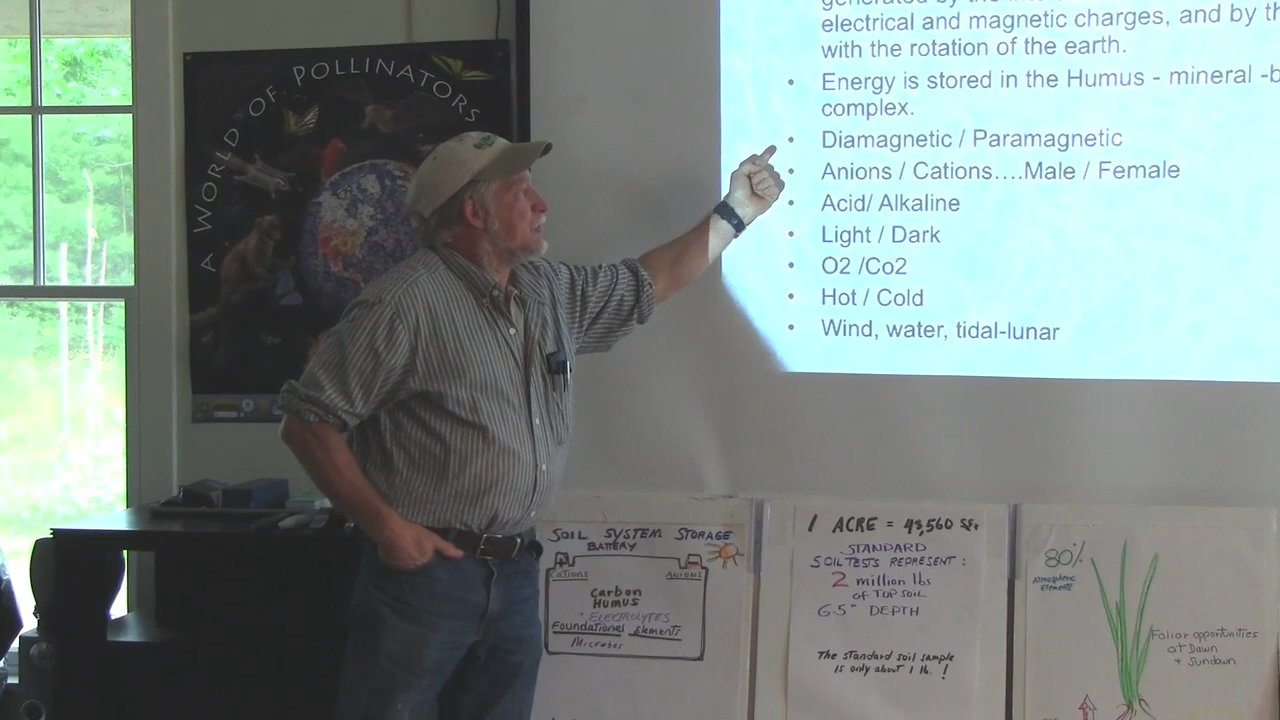 A WORLD OF POLLINATORS
generated by the
electrical and magnetic charges, and by th
with the rotation of the earth.
• Energy is stored in the Humus - mineral -b
complex.
• Diamagnetic / Paramagnetic
• Anions / Cations....Male / Female
• Acid/ Alkaline
• Light / Dark
• O2 /Co2
• Hot / Cold
• Wind, water, tidal-lunar
SOIL SYSTEM STORAGE
BATTERY
+
CATIONS ANIONS
Carbon
Humus
ELECTROLYTES
Foundational Elements
Microbes
1 ACRE = 43,560 SFt
STANDARD
SOIL TESTS REPRESENT:
2 million lbs
of TOP SOIL
6.5" DEPTH
The standard soil sample
is only about 1 lb. !
80%
Atmospheric
Elements
Foliar opportunities
at Dawn
+ Sundown